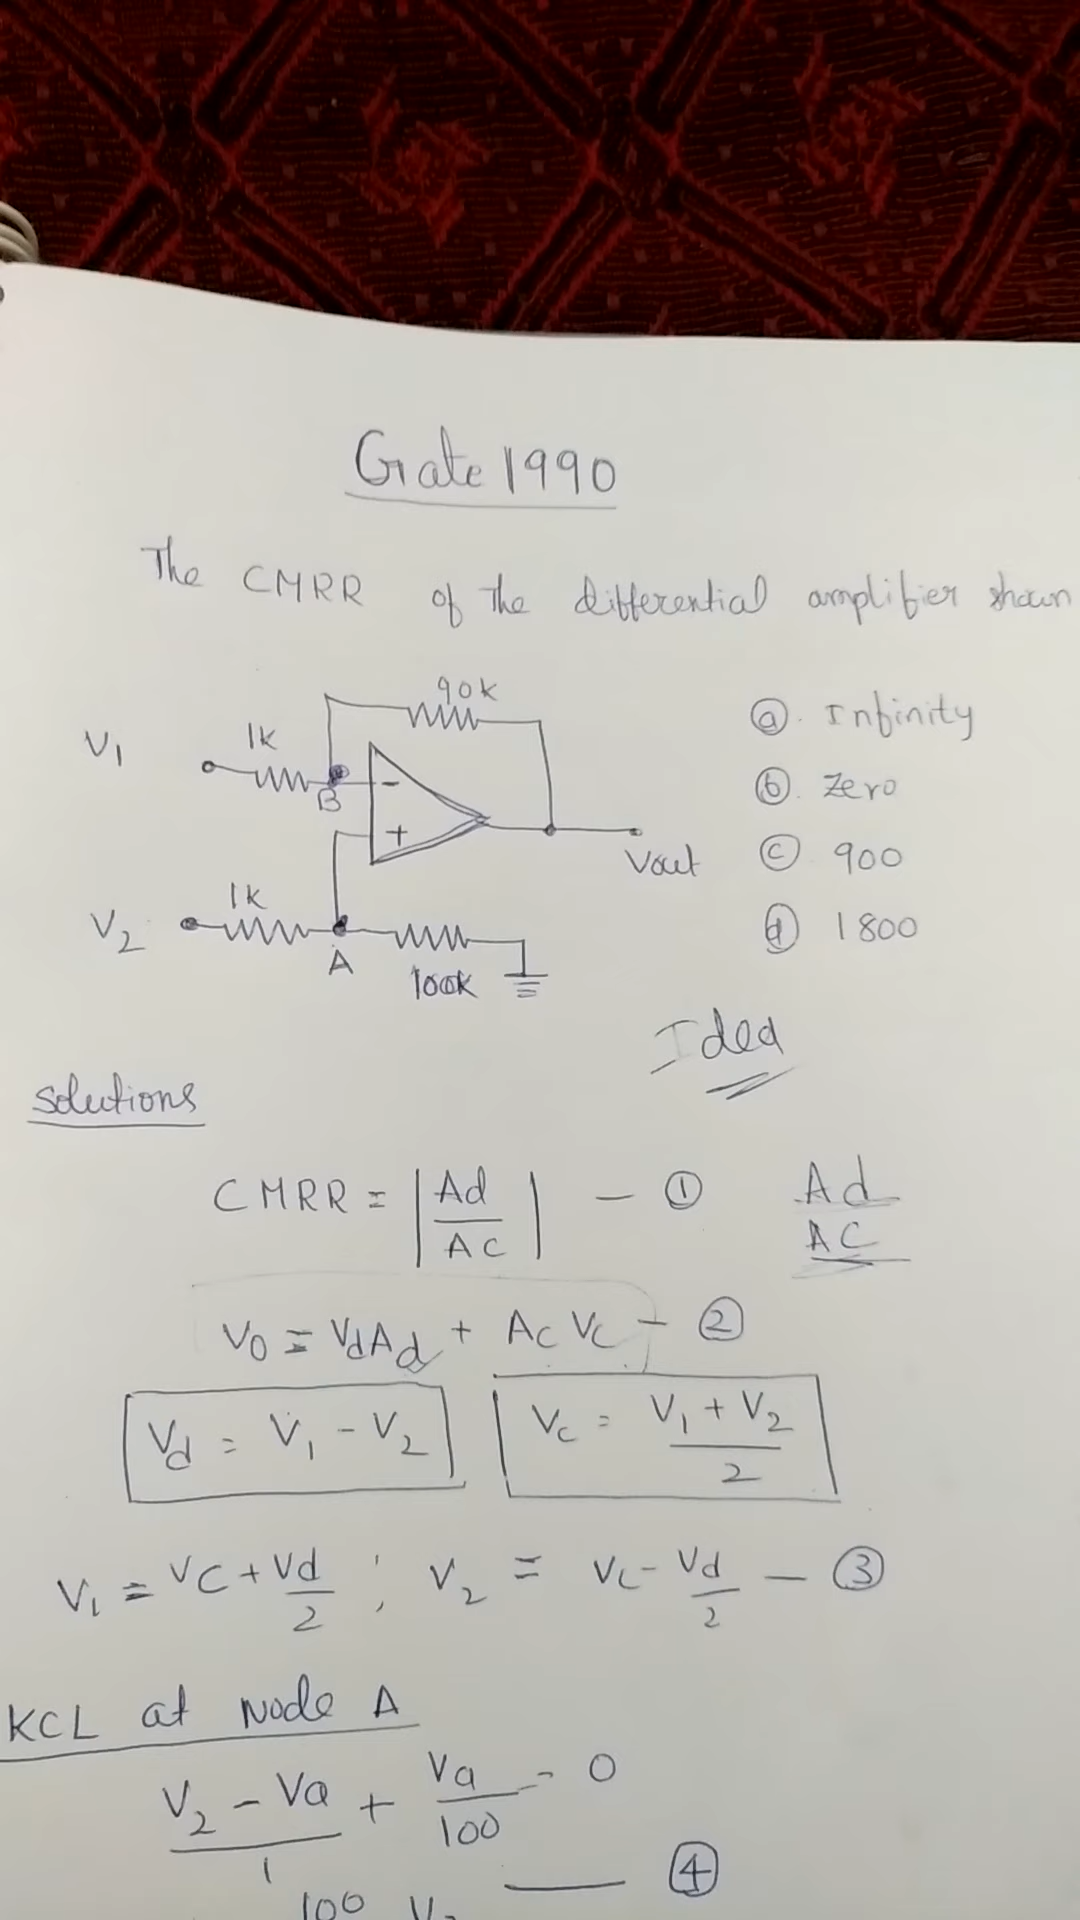 Gate 1990
The CMRR of the differential amplifier shown
90k
V1
1k
B
-
+
Vout
V2
1k
A
100k
ⓐ. Infinity
ⓑ. Zero
ⓒ 900
ⓓ 1800
Idea
Solutions
CMRR = |Ad/Ac| — ①
Ad/AC
V0 = VdAd + Ac Vc — ②
Vd = V1 - V2
Vc = (V1 + V2)/2
V1 = VC + Vd/2 ; V2 = Vc - Vd/2 — ③
KCL at Node A
(V2 - Va)/1 + Va/100 = 0
— ④
100 V2